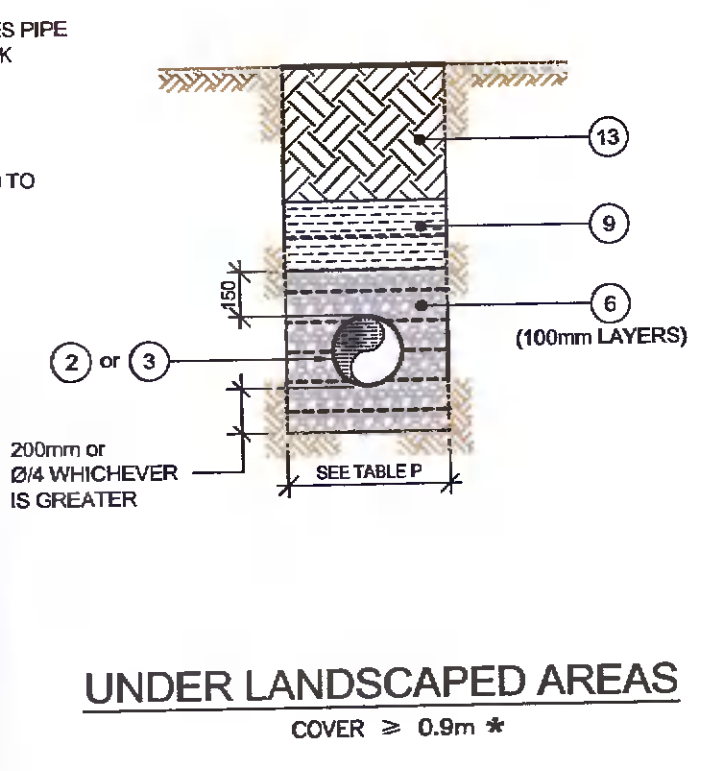 ES PIPE
K
TO
13
9
150
6
(100mm LAYERS)
2 or 3
200mm or
Ø/4 WHICHEVER
IS GREATER
SEE TABLE P
UNDER LANDSCAPED AREAS
COVER ≥ 0.9m *